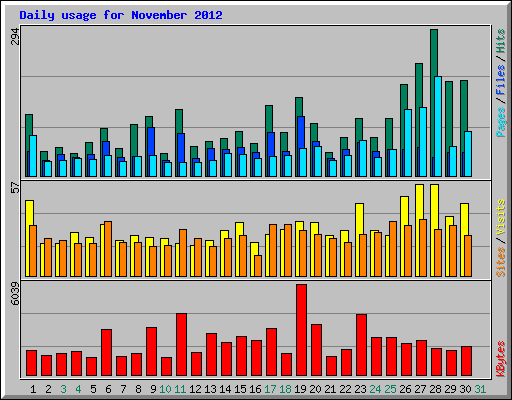 Daily usage for November 2012
294
Pages / Files / Hits
57
Sites / Visits
6039
KBytes
1 2 3 4 5 6 7 8 9 10 11 12 13 14 15 16 17 18 19 20 21 22 23 24 25 26 27 28 29 30 31